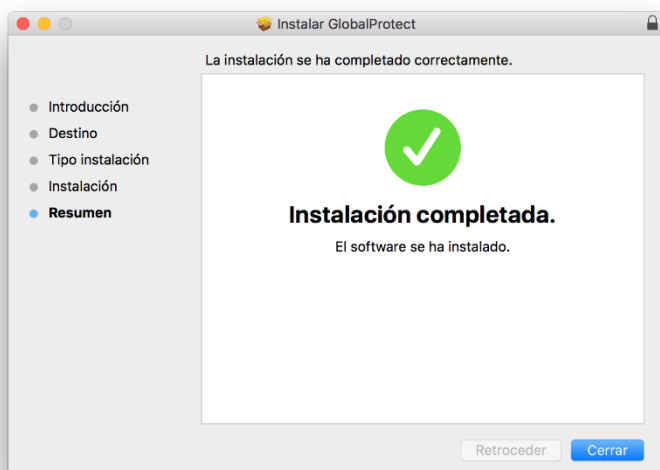 Instalar GlobalProtect
La instalación se ha completado correctamente.
Introducción
Destino
Tipo instalación
Instalación
Resumen
Instalación completada.
El software se ha instalado.
Retroceder
Cerrar